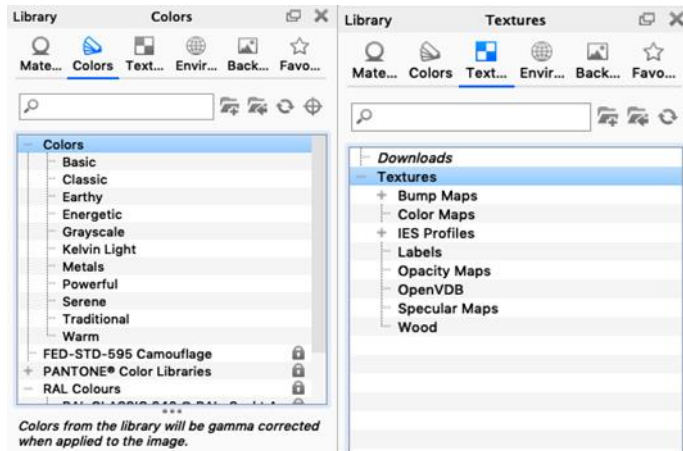 Library Colors
Mate... Colors Text... Envir... Back... Favo...
Colors
Basic
Classic
Earthy
Energetic
Grayscale
Kelvin Light
Metals
Powerful
Serene
Traditional
Warm
FED-STD-595 Camouflage
PANTONE® Color Libraries
RAL Colours
Colors from the library will be gamma corrected
when applied to the image.
Library Textures
Mate... Colors Text... Envir... Back... Favo...
Downloads
Textures
Bump Maps
Color Maps
IES Profiles
Labels
Opacity Maps
OpenVDB
Specular Maps
Wood